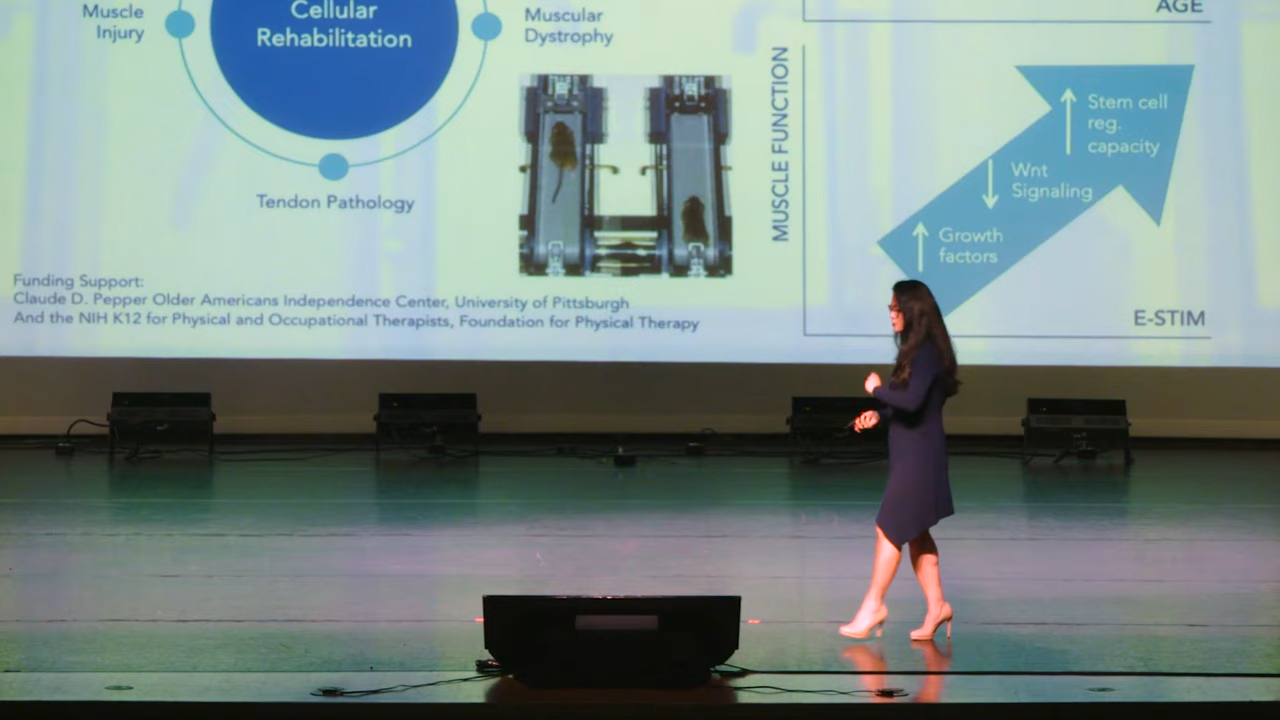 Muscle
Injury
Cellular
Rehabilitation
Muscular
Dystrophy
Tendon Pathology
Funding Support:
Claude D. Pepper Older Americans Independence Center, University of Pittsburgh
And the NIH K12 for Physical and Occupational Therapists, Foundation for Physical Therapy
AGE
MUSCLE FUNCTION
Stem cell
reg.
capacity
Wnt
Signaling
Growth
factors
E-STIM